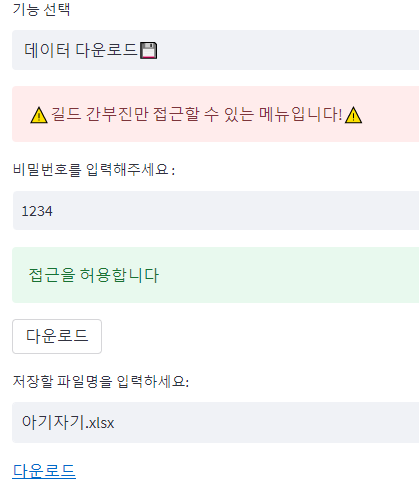 기능 선택
데이터 다운로드💾
⚠️길드 간부진만 접근할 수 있는 메뉴입니다!⚠️
비밀번호를 입력해주세요 :
1234
접근을 허용합니다
다운로드
저장할 파일명을 입력하세요:
아기자기.xlsx
다운로드